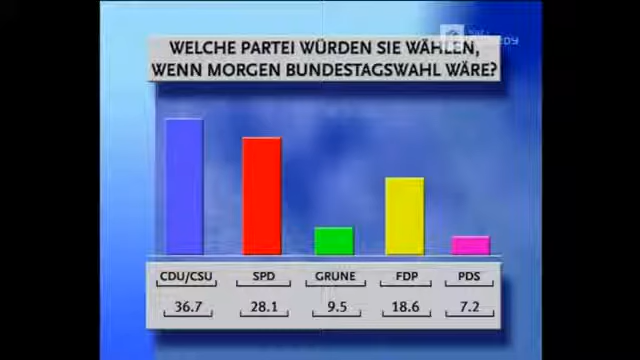 WELCHE PARTEI WÜRDEN SIE WÄHLEN,
WENN MORGEN BUNDESTAGSWAHL WÄRE?
CDU/CSU SPD GRÜNE FDP PDS
36.7 28.1 9.5 18.6 7.2